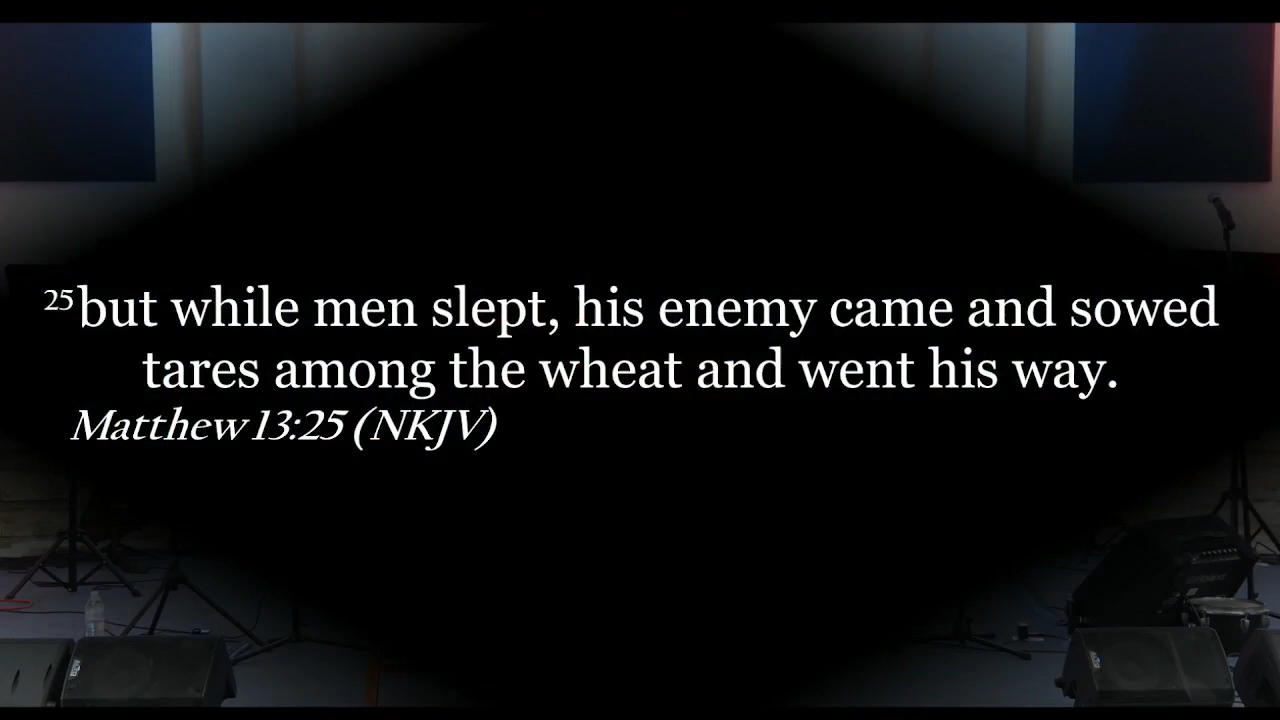 25but while men slept, his enemy came and sowed
tares among the wheat and went his way.
Matthew 13:25 (NKJV)